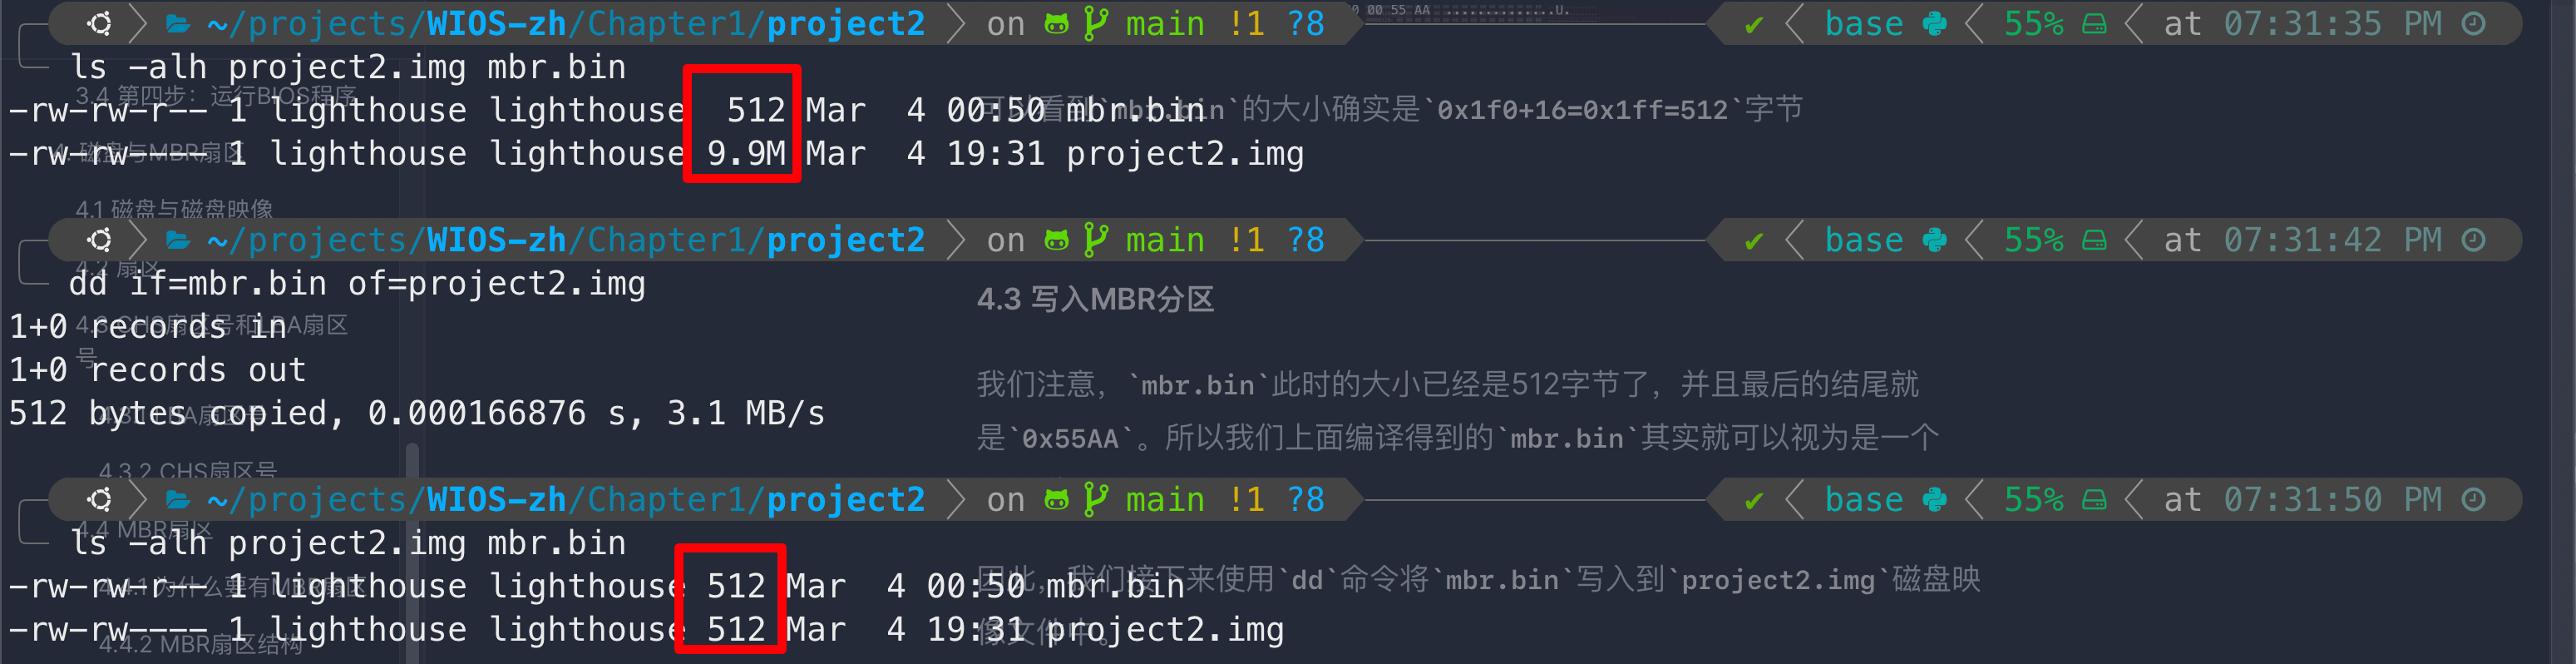 ~/projects/WIOS-zh/Chapter1/project2 on main !1 ?8 0 00 55 AA ..............U. ✔ base 55% at 07:31:35 PM
ls -alh project2.img mbr.bin
3.4 第四步：运行BIOS程序
-rw-rw-r-- 1 lighthouse lighthouse 512 Mar 4 00:50 mbr.bin
可以看到`mbr.bin`的大小确实是`0x1f0+16=0x1ff=512`字节
-rw-rw---- 1 lighthouse lighthouse 9.9M Mar 4 19:31 project2.img
4. 磁盘与MBR扇区
4.1 磁盘与磁盘映像
~/projects/WIOS-zh/Chapter1/project2 on main !1 ?8 ✔ base 55% at 07:31:42 PM
4.2 扇区
dd if=mbr.bin of=project2.img
4.3 写入MBR分区
1+0 records in
4.3 CHS扇区号和LBA扇区号
1+0 records out
我们注意，`mbr.bin`此时的大小已经是512字节了，并且最后的结尾就
512 bytes copied, 0.000166876 s, 3.1 MB/s
4.3.1 LBA扇区号
是`0x55AA`。所以我们上面编译得到的`mbr.bin`其实就可以视为是一个
4.3.2 CHS扇区号
~/projects/WIOS-zh/Chapter1/project2 on main !1 ?8 ✔ base 55% at 07:31:50 PM
4.4 MBR扇区
ls -alh project2.img mbr.bin
-rw-rw-r-- 1 lighthouse lighthouse 512 Mar 4 00:50 mbr.bin
4.4.1 为什么要有MBR扇区
因此，我们接下来使用`dd`命令将`mbr.bin`写入到`project2.img`磁盘映
-rw-rw---- 1 lighthouse lighthouse 512 Mar 4 19:31 project2.img
4.4.2 MBR扇区结构
像文件中。